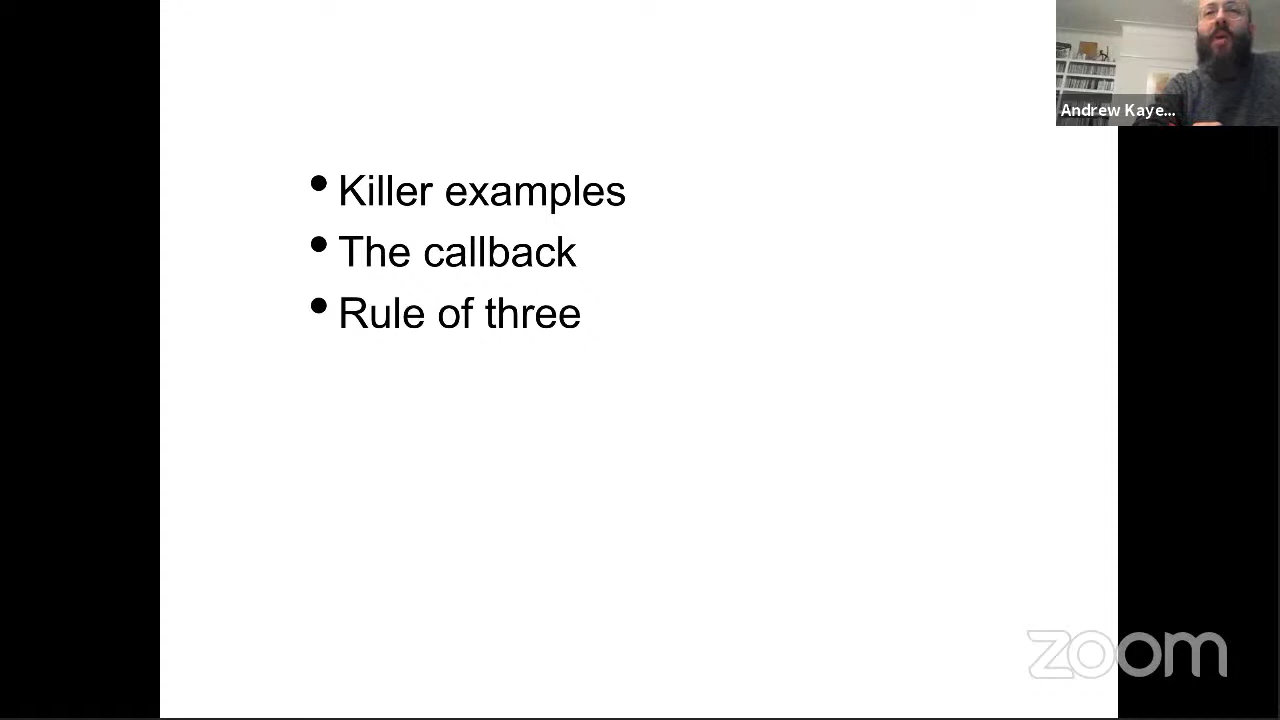 Andrew Kaye...
• Killer examples
• The callback
• Rule of three
zoom